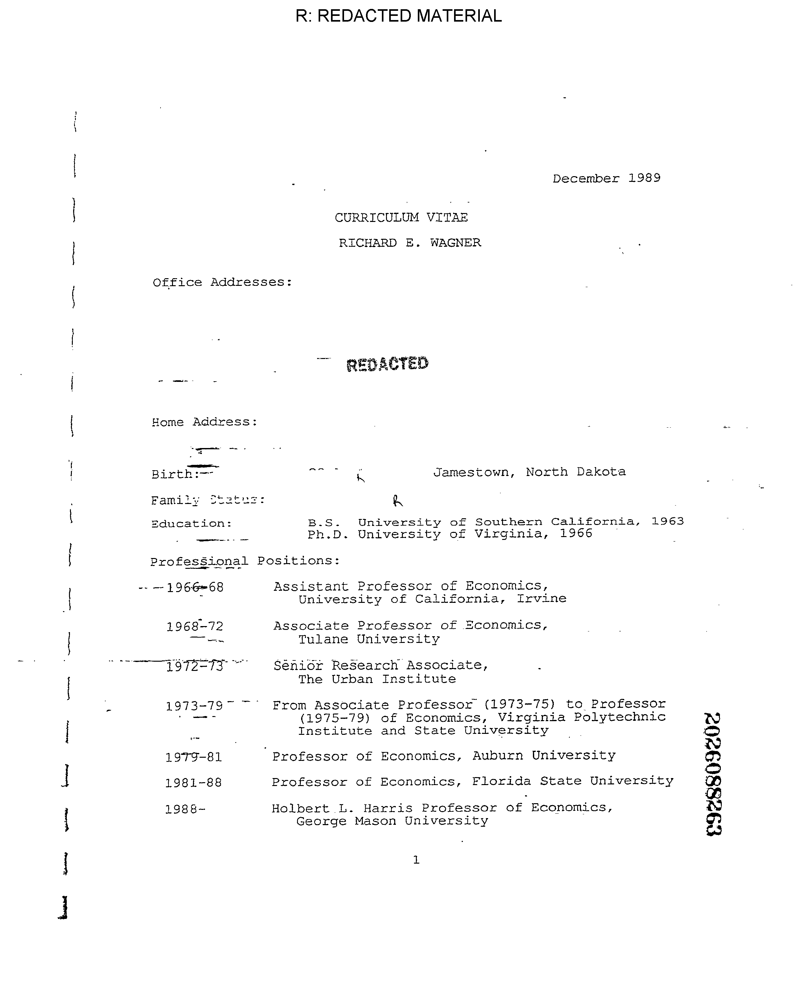 R: REDACTED MATERIAL
December 1989
CURRICULUM VITAE
RICHARD E. WAGNER
Office Addresses:
REDACTED
Home Address:
Birth: R Jamestown, North Dakota
Family Status: R
Education: B.S. University of Southern California, 1963
Ph.D. University of Virginia, 1966
Professional Positions:
1966-68 Assistant Professor of Economics,
University of California, Irvine
1968-72 Associate Professor of Economics,
Tulane University
1972-73 Senior Research Associate,
The Urban Institute
1973-79 From Associate Professor (1973-75) to Professor
(1975-79) of Economics, Virginia Polytechnic
Institute and State University
1979-81 Professor of Economics, Auburn University
1981-88 Professor of Economics, Florida State University
1988- Holbert L. Harris Professor of Economics,
George Mason University
1
2026088263